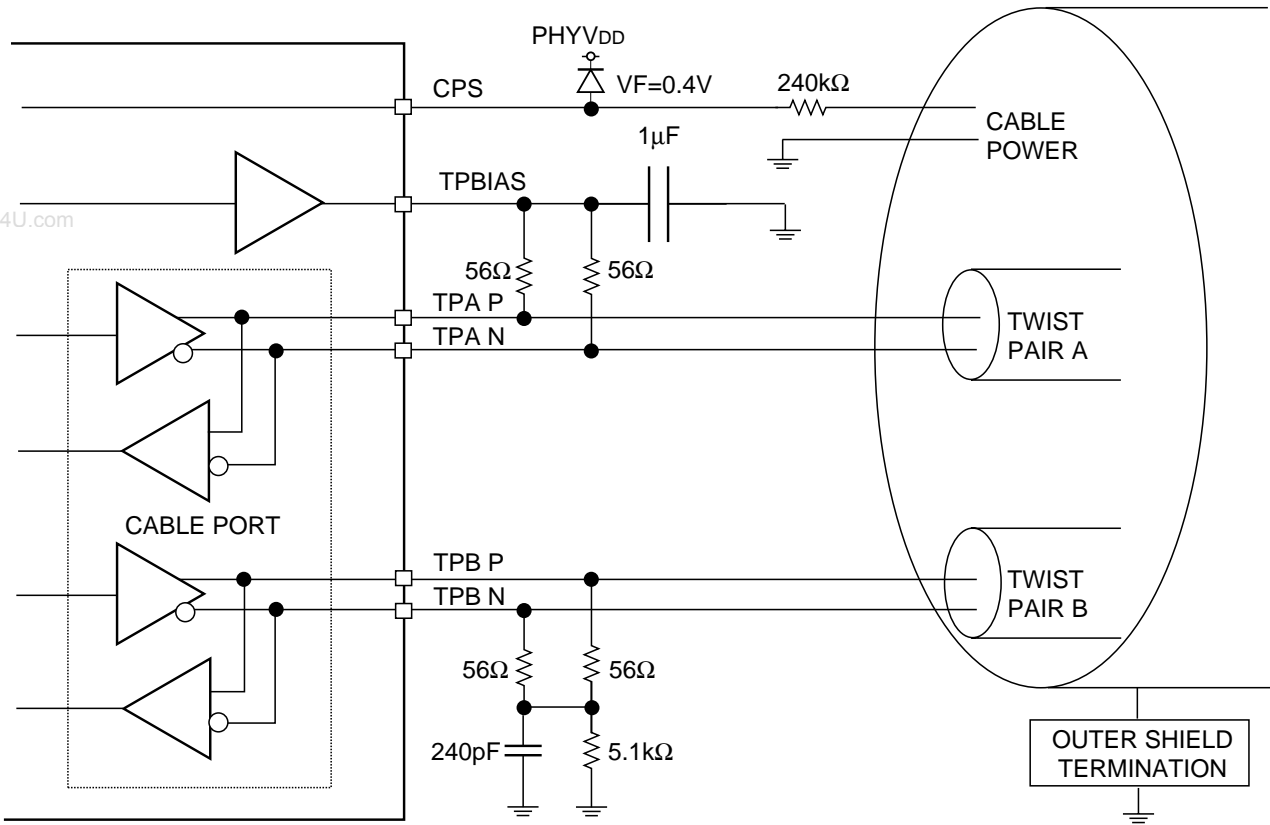 PHYVDD
CPS
VF=0.4V
240kΩ
CABLE
POWER
1µF
TPBIAS
4U.com
56Ω
56Ω
TPA P
TPA N
TWIST
PAIR A
CABLE PORT
TPB P
TPB N
TWIST
PAIR B
56Ω
56Ω
240pF
5.1kΩ
OUTER SHIELD
TERMINATION